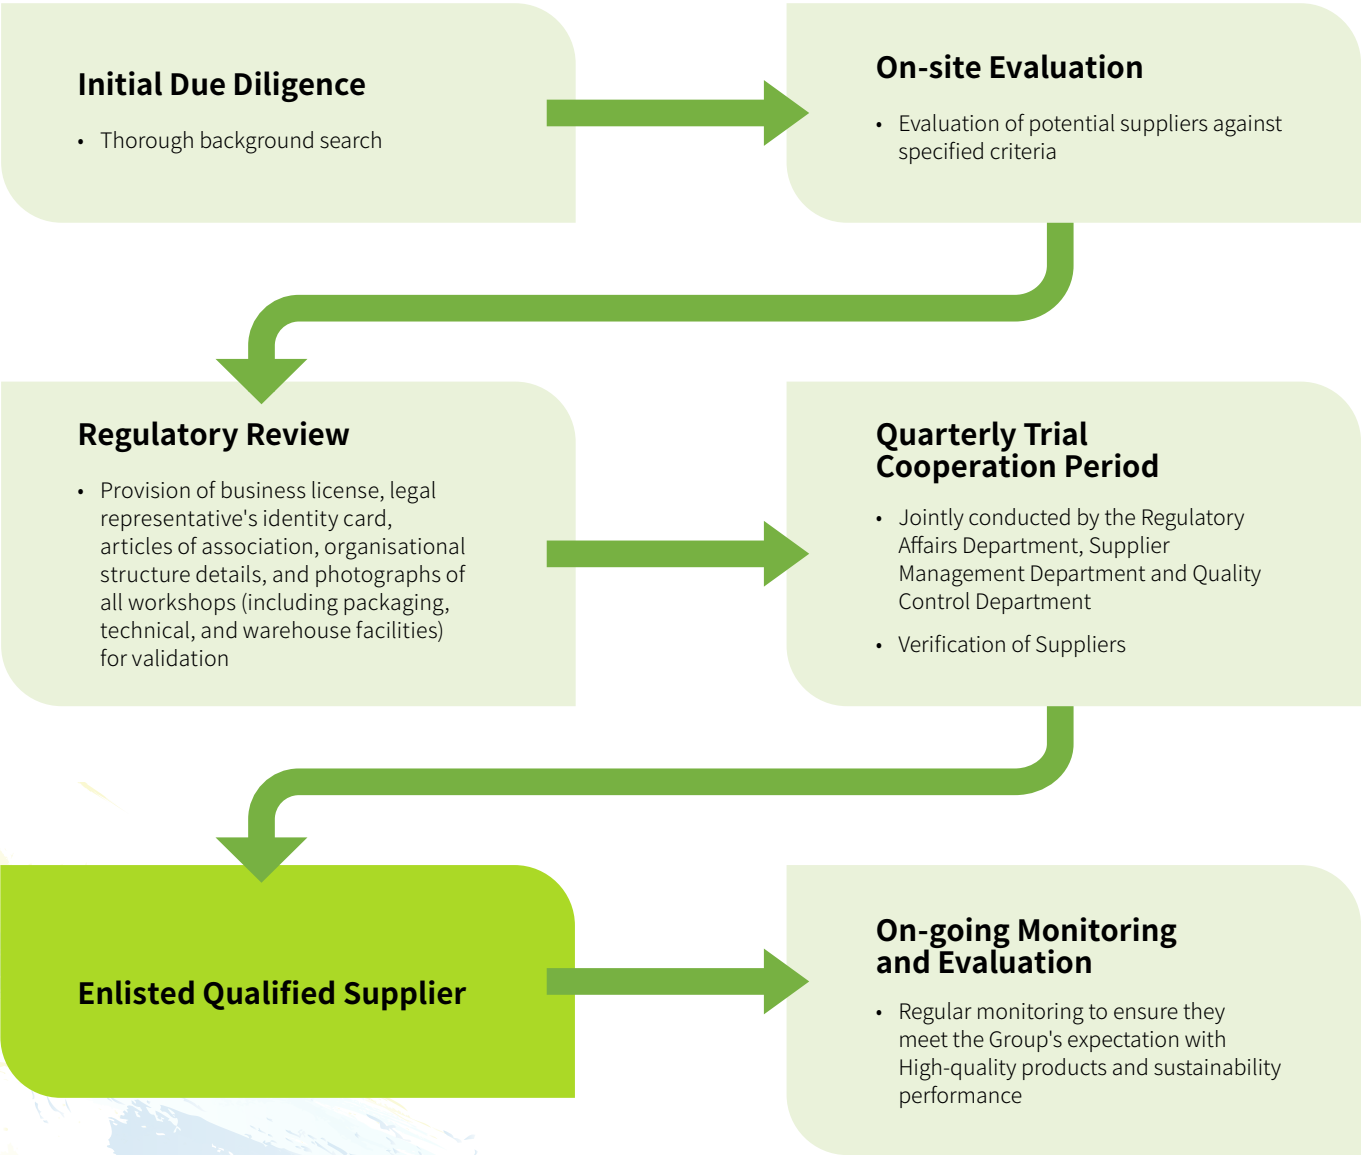 Initial Due Diligence
• Thorough background search
On-site Evaluation
• Evaluation of potential suppliers against
specified criteria
Regulatory Review
• Provision of business license, legal
representative's identity card,
articles of association, organisational
structure details, and photographs of
all workshops (including packaging,
technical, and warehouse facilities)
for validation
Quarterly Trial
Cooperation Period
• Jointly conducted by the Regulatory
Affairs Department, Supplier
Management Department and Quality
Control Department
• Verification of Suppliers
Enlisted Qualified Supplier
On-going Monitoring
and Evaluation
• Regular monitoring to ensure they
meet the Group's expectation with
High-quality products and sustainability
performance